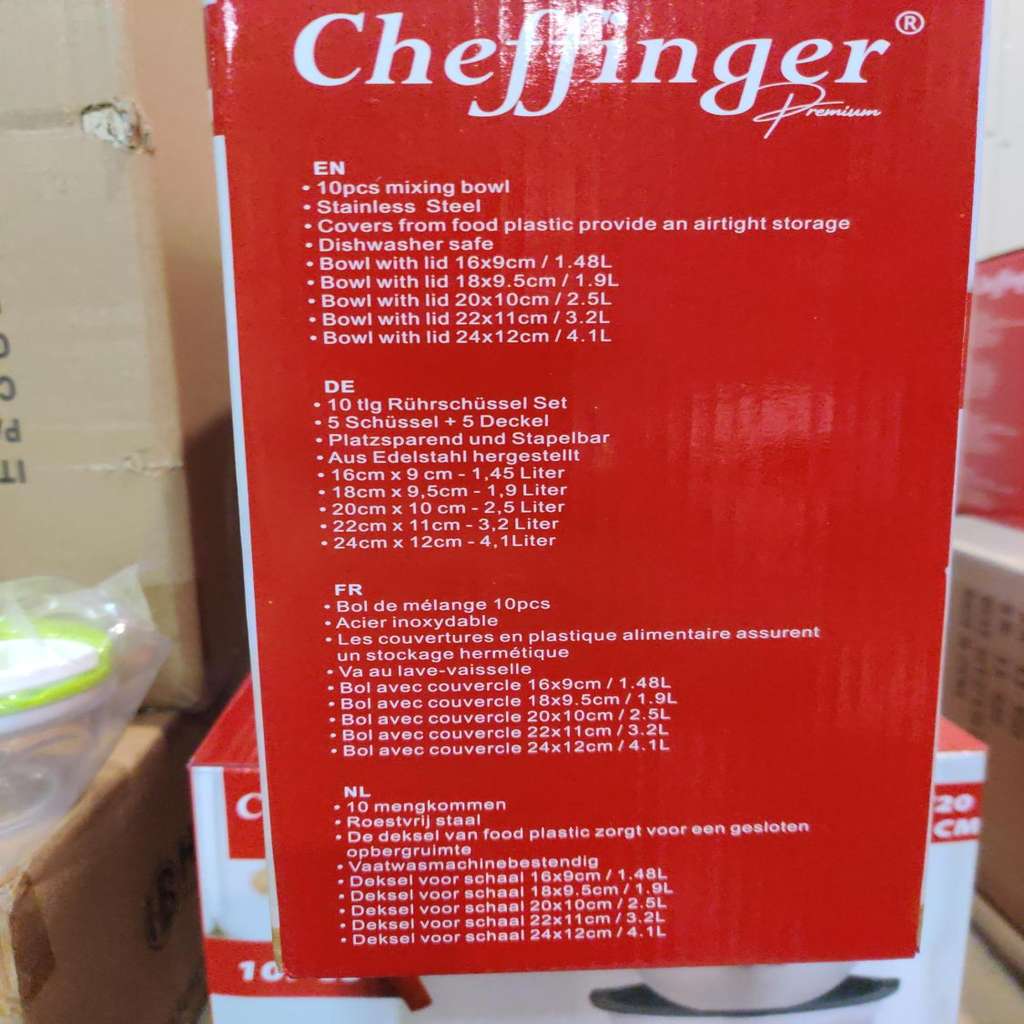 Cheffinger®
Premium
EN
• 10pcs mixing bowl
• Stainless Steel
• Covers from food plastic provide an airtight storage
• Dishwasher safe
• Bowl with lid 16x9cm / 1.48L
• Bowl with lid 18x9.5cm / 1.9L
• Bowl with lid 20x10cm / 2.5L
• Bowl with lid 22x11cm / 3.2L
• Bowl with lid 24x12cm / 4.1L
DE
• 10 tlg Rührschüssel Set
• 5 Schüssel + 5 Deckel
• Platzsparend und Stapelbar
• Aus Edelstahl hergestellt
• 16cm x 9 cm - 1,45 Liter
• 18cm x 9,5cm - 1,9 Liter
• 20cm x 10 cm - 2,5 Liter
• 22cm x 11cm - 3,2 Liter
• 24cm x 12cm - 4,1Liter
FR
• Bol de mélange 10pcs
• Acier inoxydable
• Les couvertures en plastique alimentaire assurent
un stockage hermétique
• Va au lave-vaisselle
• Bol avec couvercle 16x9cm / 1.48L
• Bol avec couvercle 18x9.5cm / 1.9L
• Bol avec couvercle 20x10cm / 2.5L
• Bol avec couvercle 22x11cm / 3.2L
• Bol avec couvercle 24x12cm / 4.1L
NL
• 10 mengkommen
• Roestvrij staal
• De deksel van food plastic zorgt voor een gesloten
opbergruimte
• Vaatwasmachinebestendig
• Deksel voor schaal 16x9cm / 1.48L
• Deksel voor schaal 18x9.5cm / 1.9L
• Deksel voor schaal 20x10cm / 2.5L
• Deksel voor schaal 22x11cm / 3.2L
• Deksel voor schaal 24x12cm / 4.1L
20
CM